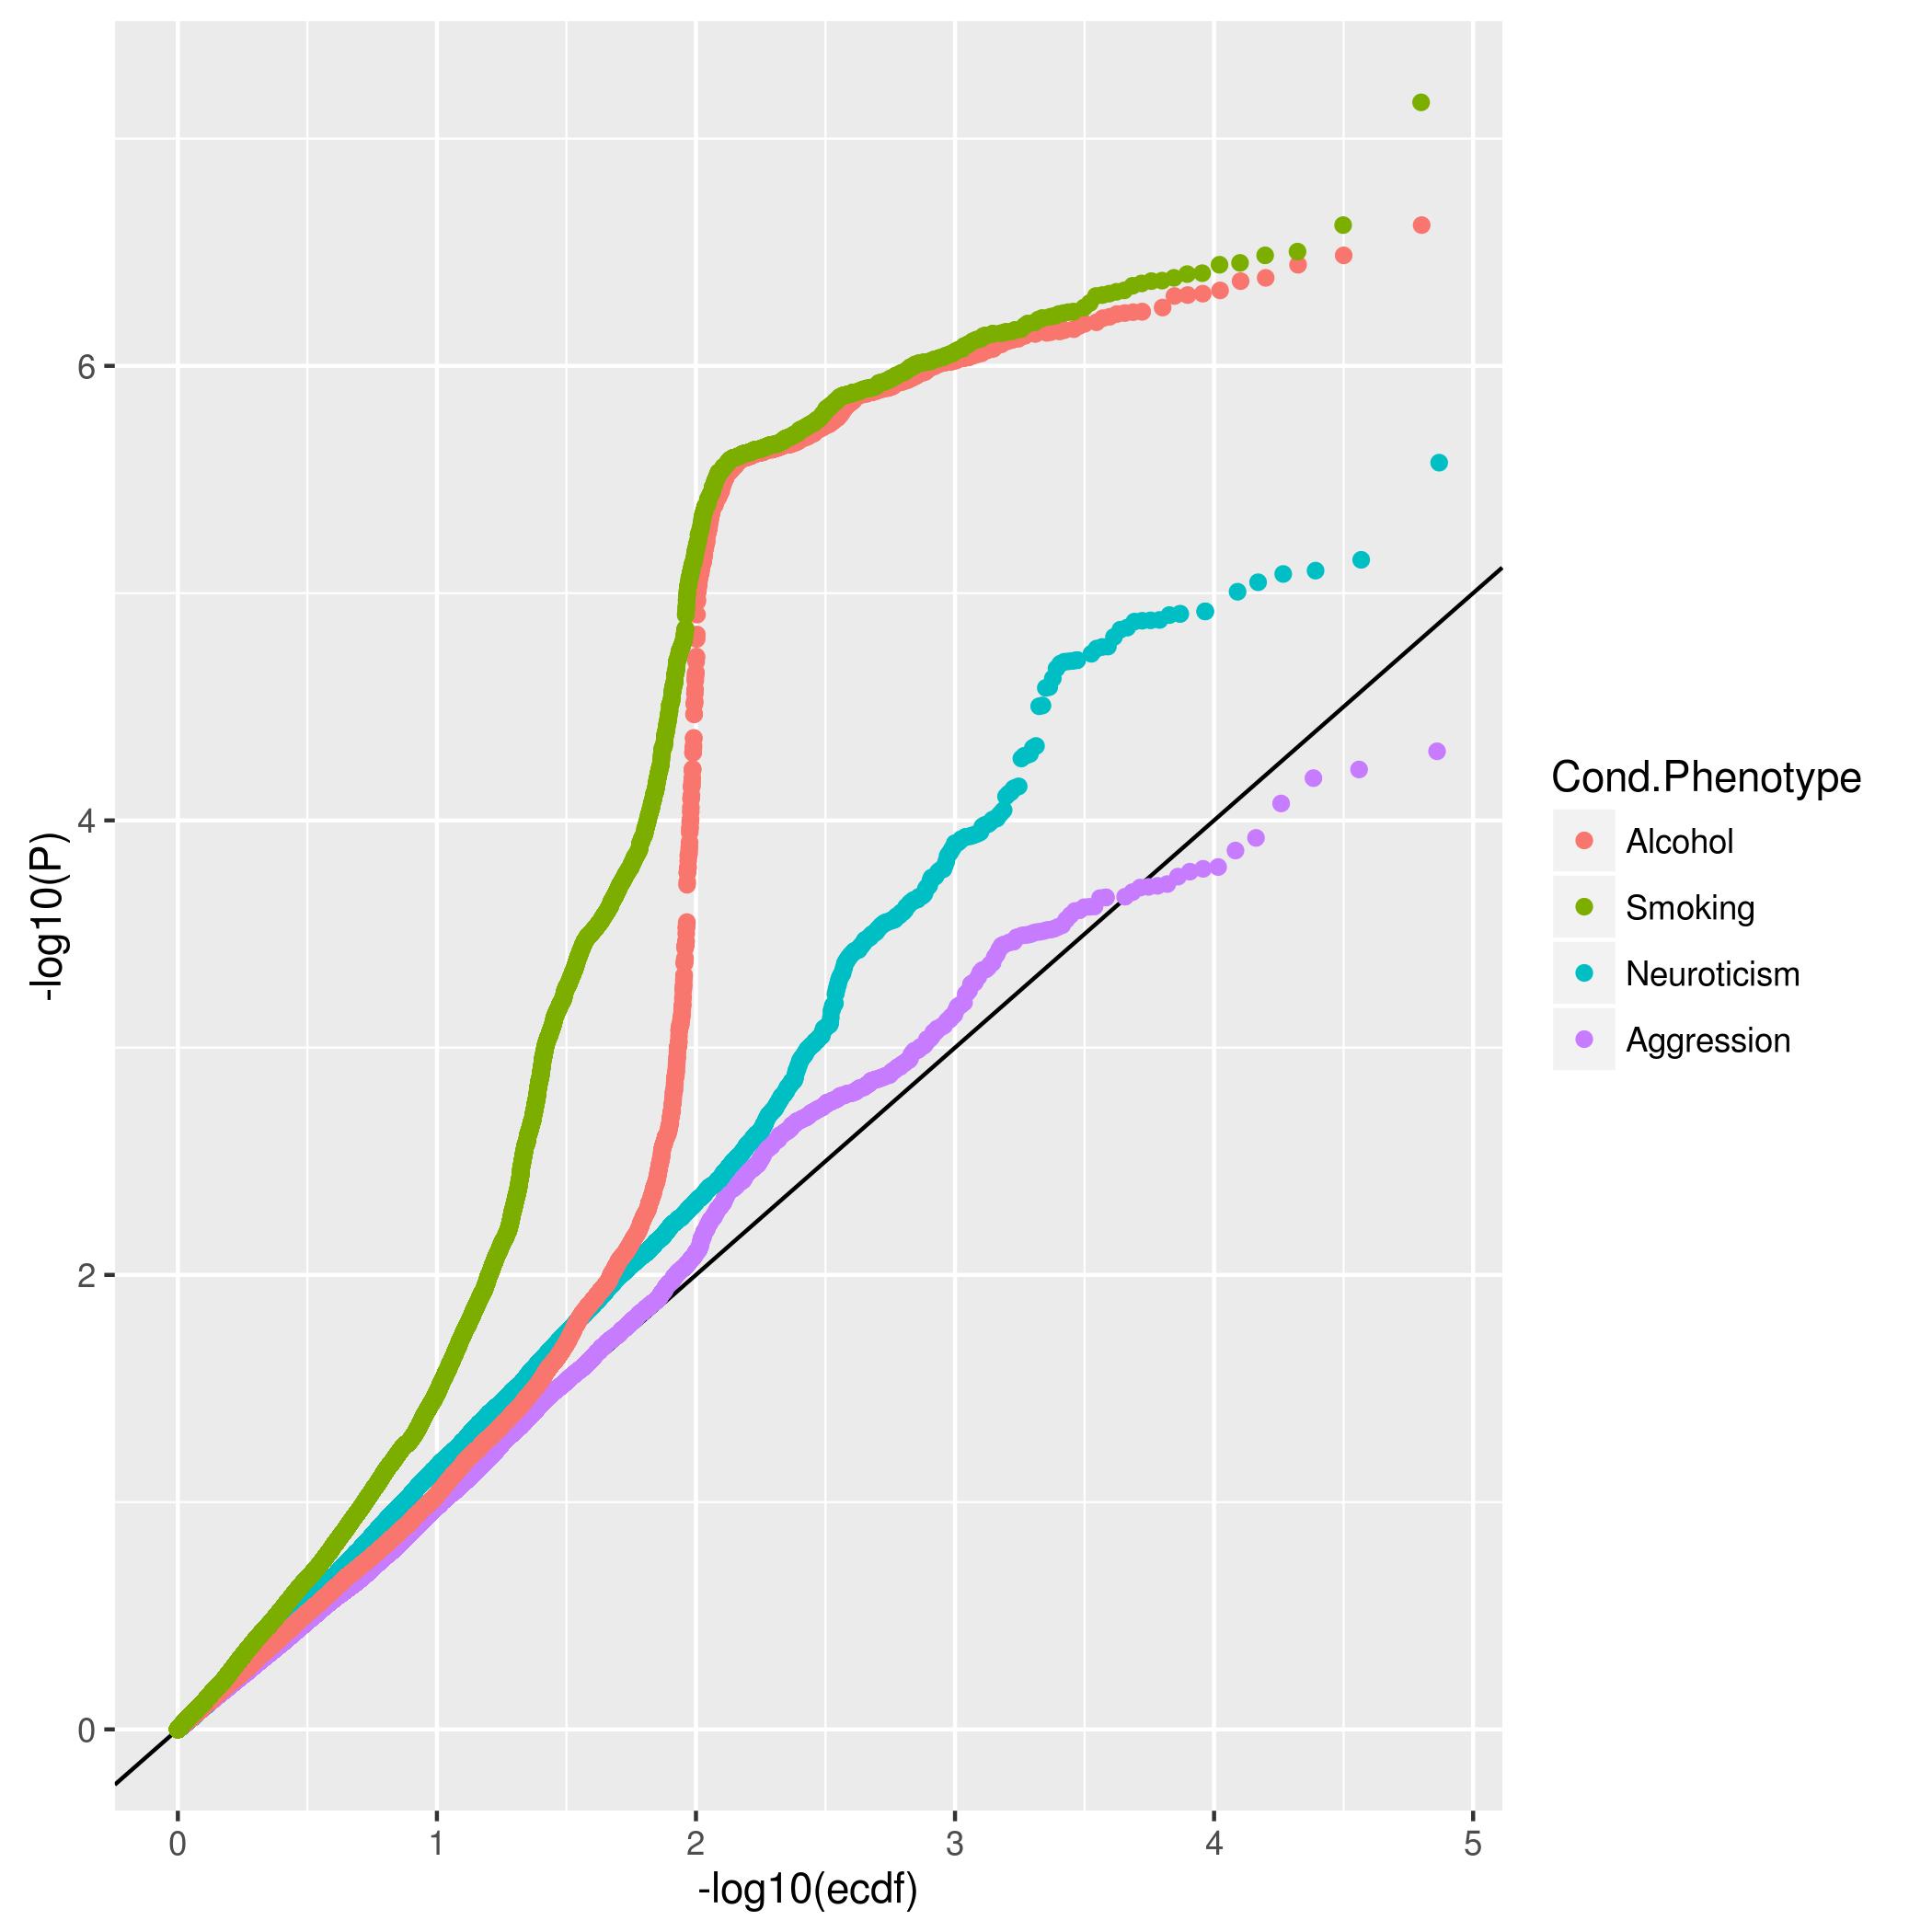 6
4
2
0
-log10(P)
0 1 2 3 4 5
-log10(ecdf)
Cond.Phenotype
Alcohol
Smoking
Neuroticism
Aggression